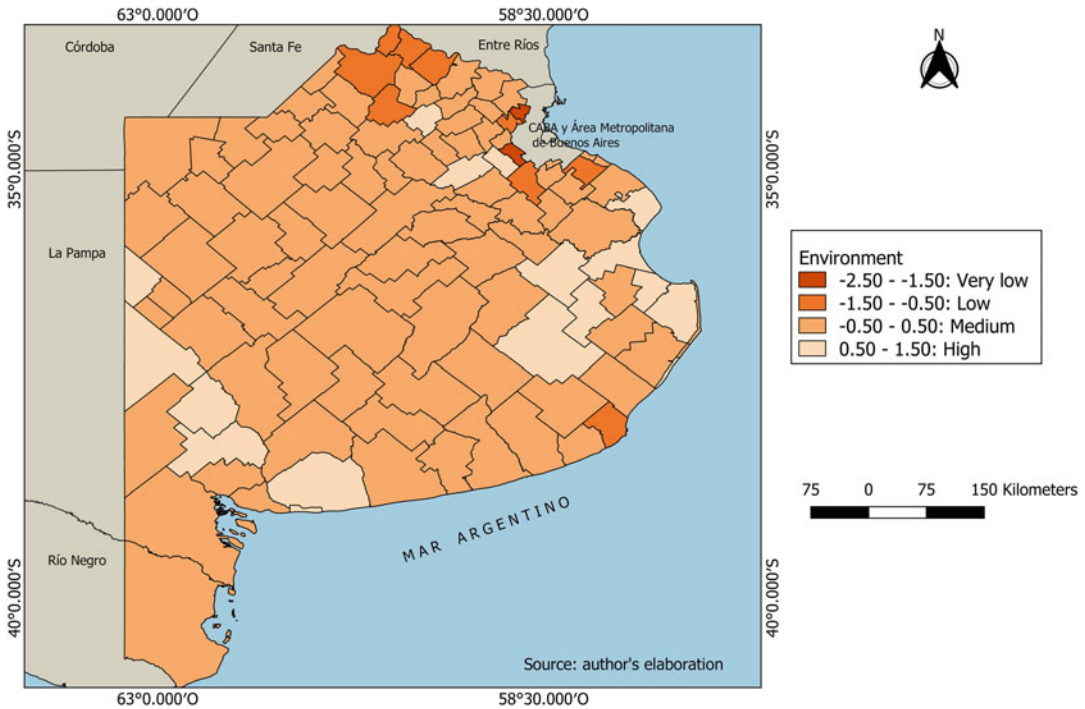 63°0.000'O 58°30.000'O
Córdoba
Santa Fe
Entre Ríos
N
CABA y Área Metropolitana
de Buenos Aires
35°0.000'S
35°0.000'S
La Pampa
Environment
-2.50 - -1.50: Very low
-1.50 - -0.50: Low
-0.50 - 0.50: Medium
0.50 - 1.50: High
75 0 75 150 Kilometers
MAR ARGENTINO
Río Negro
40°0.000'S
40°0.000'S
Source: author's elaboration
63°0.000'O 58°30.000'O